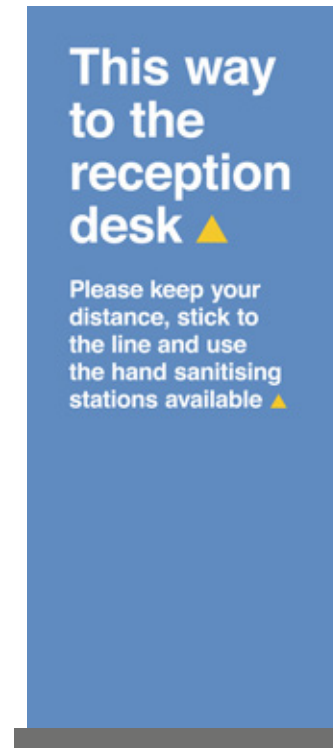 This way
to the
reception
desk ▲
Please keep your
distance, stick to
the line and use
the hand sanitising
stations available ▲